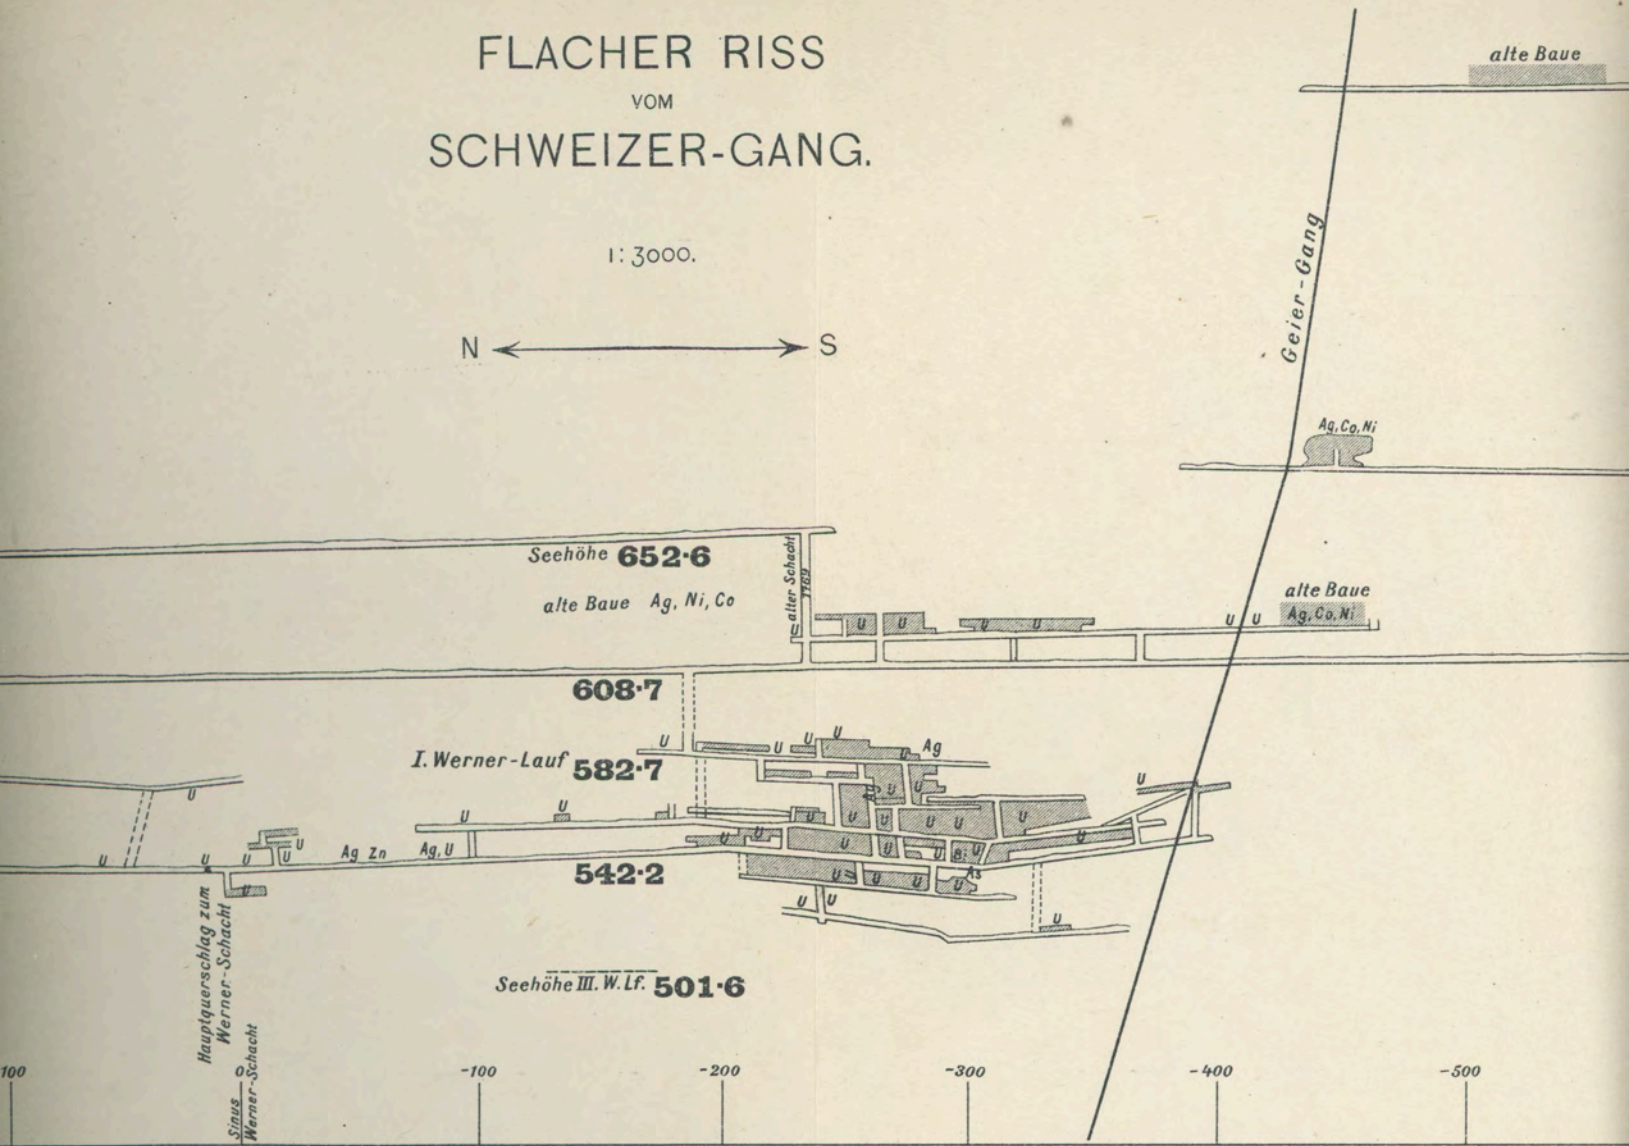 FLACHER RISS
VOM
SCHWEIZER-GANG.
1:3000.
N S
alte Baue
Geier-Gang
Ag, Co, Ni
Seehöhe 652·6
alte Baue Ag, Ni, Co
alter Schacht
1769
U
U U U U
U U
alte Baue
Ag, Co, Ni
608·7
I. Werner-Lauf 582·7
U U U U U Ag
U U U
U
U U U U U U U
U U U U U Ag Zn Ag, U
U U U U U Bi U U
As
542·2
U U U U U
U
U U U
Hauptquerschlag zum
Werner-Schacht
Seehöhe III. W. Lf. 501·6
100 0 -100 -200 -300 -400 -500
Sinus
Werner-Schacht